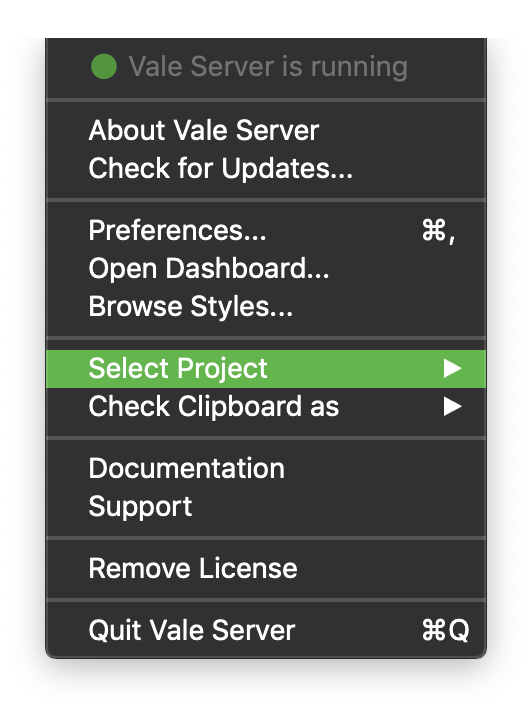 Vale Server is running
About Vale Server
Check for Updates...
Preferences... ⌘,
Open Dashboard...
Browse Styles...
Select Project
Check Clipboard as
Documentation
Support
Remove License
Quit Vale Server ⌘Q